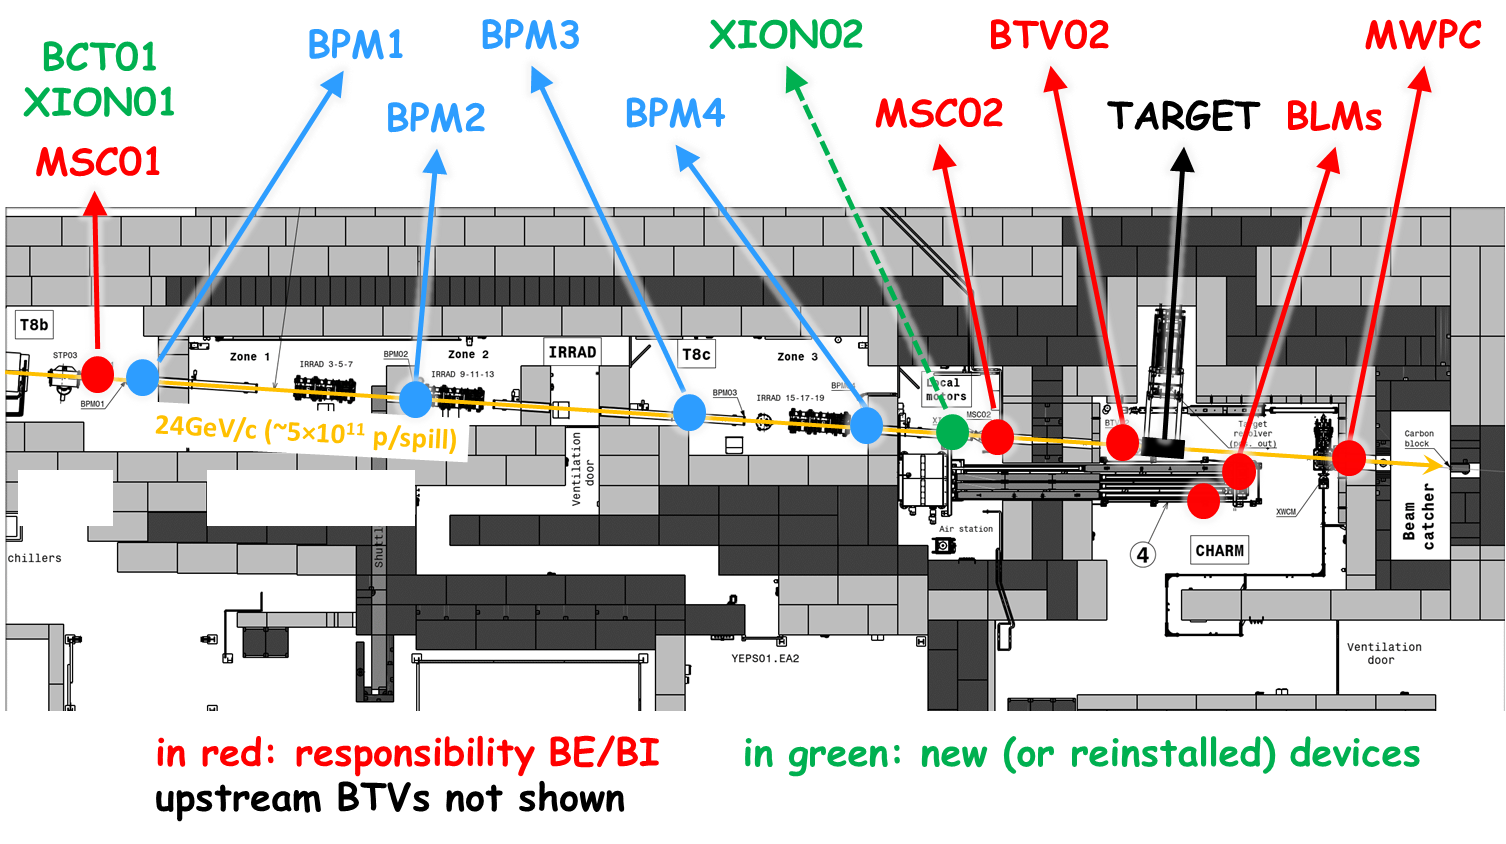 BCT01
XION01
MSC01
BPM1
BPM2
BPM3
BPM4
XION02
MSC02
BTV02
TARGET
BLMs
MWPC
T8b
STP03
BPM01
Zone 1
IRRAD 3-5-7
BPM02
Zone 2
IRRAD 9-11-13
IRRAD
T8c
Zone 3
BPM03
IRRAD 15-17-19
Local
motors
MSC02
Target
(pos. out)
Carbon
block
24GeV/c (~5×10¹¹ p/spill)
Ventilation
door
Beam
catcher
XWCM
Air station
4
CHARM
chillers
Shuttl
YEPS01.EA2
Ventilation
door
in red: responsibility BE/BI
upstream BTVs not shown
in green: new (or reinstalled) devices